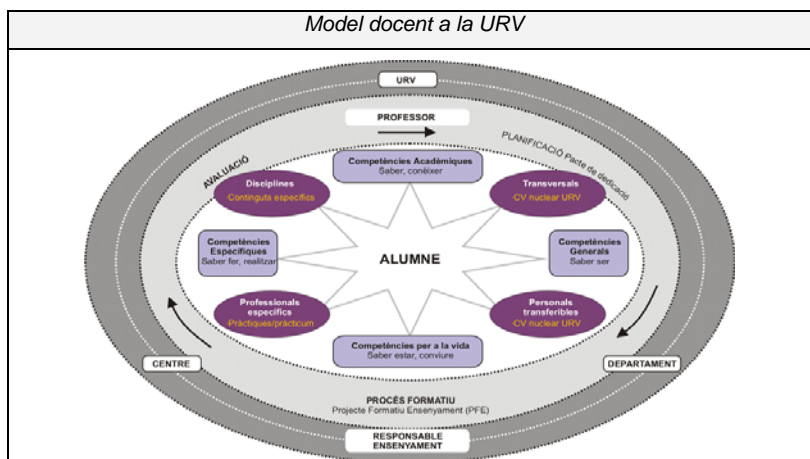 Model docent a la URV
URV
PROFESSOR
PLANIFICACIÓ Pacte de dedicació
AVALUACIÓ
Competències Acadèmiques
Saber, conèixer
Disciplines
Continguts específics
Transversals
CV nuclear URV
Competències
Específiques
Saber fer, realitzar
ALUMNE
Competències
Generals
Saber ser
Professionals
específics
Pràctiques/pràcticum
Personals
transferibles
CV nuclear URV
Competències per a la vida
Saber estar, conviure
CENTRE
DEPARTAMENT
PROCÉS FORMATIU
Projecte Formatiu Ensenyament (PFE)
RESPONSABLE
ENSENYAMENT